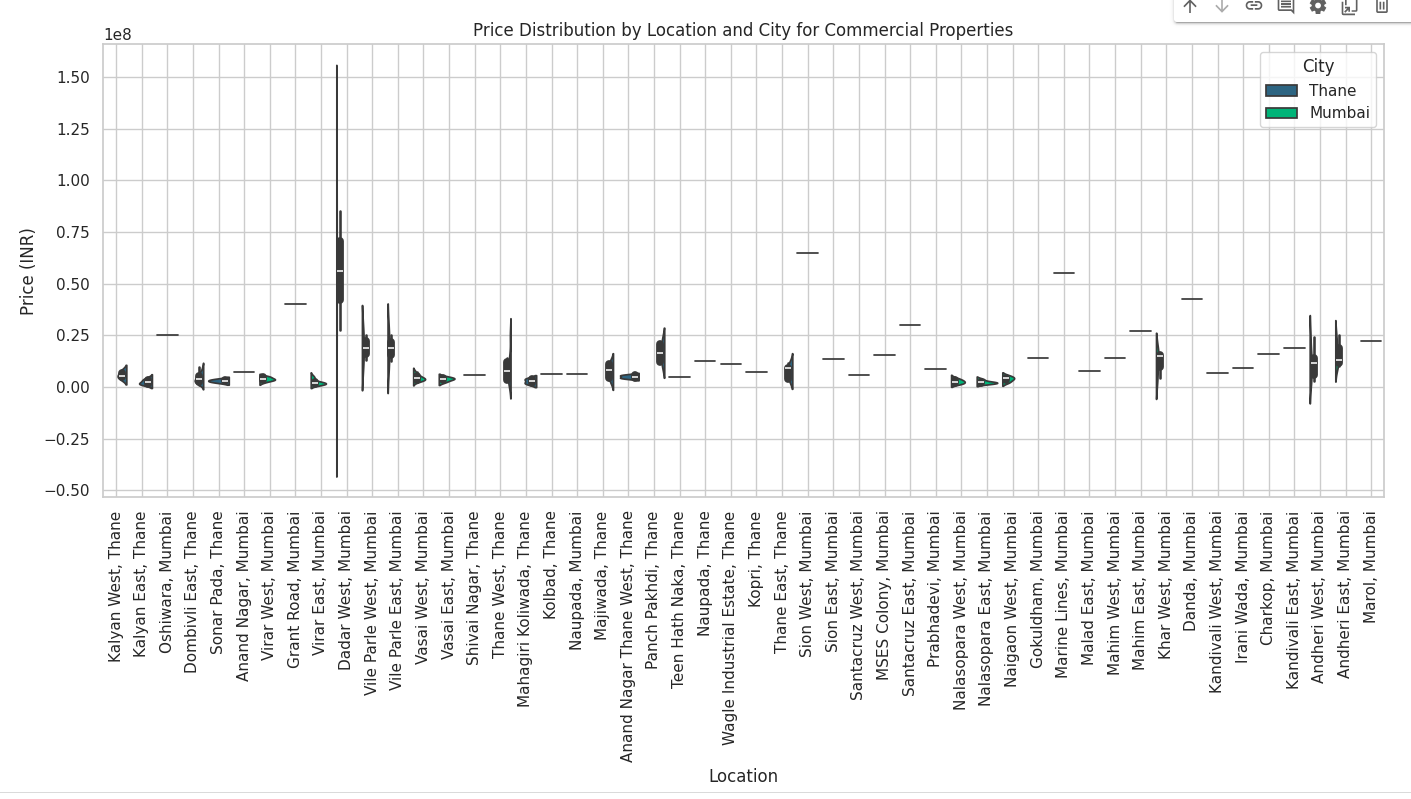 Price Distribution by Location and City for Commercial Properties
1e8
1.50
1.25
1.00
0.75
0.50
0.25
0.00
−0.25
−0.50
Price (INR)
City
Thane
Mumbai
Kalyan West, Thane
Kalyan East, Thane
Oshiwara, Mumbai
Dombivli East, Thane
Sonar Pada, Thane
Anand Nagar, Mumbai
Virar West, Mumbai
Grant Road, Mumbai
Virar East, Mumbai
Dadar West, Mumbai
Vile Parle West, Mumbai
Vile Parle East, Mumbai
Vasai West, Mumbai
Vasai East, Mumbai
Shivai Nagar, Thane
Thane West, Thane
Mahagiri Koliwada, Thane
Kolbad, Thane
Naupada, Mumbai
Majiwada, Thane
Anand Nagar Thane West, Thane
Panch Pakhdi, Thane
Teen Hath Naka, Thane
Naupada, Thane
Wagle Industrial Estate, Thane
Kopri, Thane
Thane East, Thane
Sion West, Mumbai
Sion East, Mumbai
Santacruz West, Mumbai
MSES Colony, Mumbai
Santacruz East, Mumbai
Prabhadevi, Mumbai
Nalasopara West, Mumbai
Nalasopara East, Mumbai
Naigaon West, Mumbai
Gokuldham, Mumbai
Marine Lines, Mumbai
Malad East, Mumbai
Mahim West, Mumbai
Mahim East, Mumbai
Khar West, Mumbai
Danda, Mumbai
Kandivali West, Mumbai
Irani Wada, Mumbai
Charkop, Mumbai
Kandivali East, Mumbai
Andheri West, Mumbai
Andheri East, Mumbai
Marol, Mumbai
Location